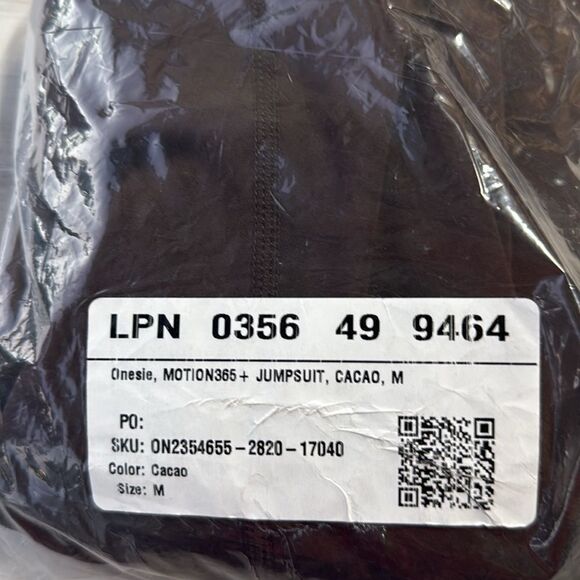 LPN 0356 49 9464
Onesie, MOTION365+ JUMPSUIT, CACAO, M
PO:
SKU: ON2354655-2820-17040
Color: Cacao
Size: M